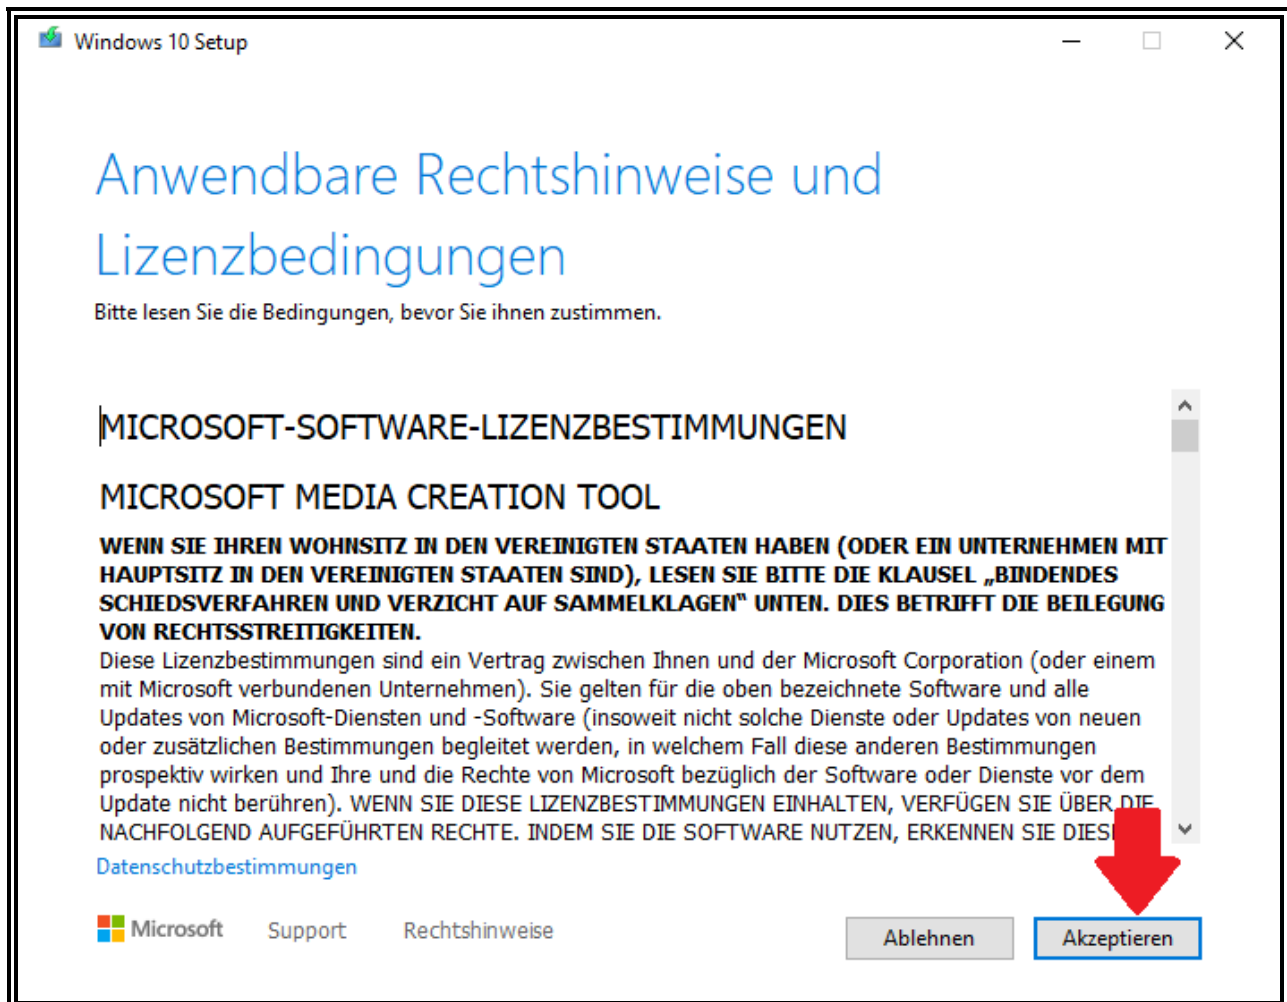 Windows 10 Setup
Anwendbare Rechtshinweise und
Lizenzbedingungen
Bitte lesen Sie die Bedingungen, bevor Sie ihnen zustimmen.
MICROSOFT-SOFTWARE-LIZENZBESTIMMUNGEN
MICROSOFT MEDIA CREATION TOOL
WENN SIE IHREN WOHNSITZ IN DEN VEREINIGTEN STAATEN HABEN (ODER EIN UNTERNEHMEN MIT
HAUPTSITZ IN DEN VEREINIGTEN STAATEN SIND), LESEN SIE BITTE DIE KLAUSEL „BINDENDES
SCHIEDSVERFAHREN UND VERZICHT AUF SAMMELKLAGEN“ UNTEN. DIES BETRIFFT DIE BEILEGUNG
VON RECHTSSTREITIGKEITEN.
Diese Lizenzbestimmungen sind ein Vertrag zwischen Ihnen und der Microsoft Corporation (oder einem
mit Microsoft verbundenen Unternehmen). Sie gelten für die oben bezeichnete Software und alle
Updates von Microsoft-Diensten und -Software (insoweit nicht solche Dienste oder Updates von neuen
oder zusätzlichen Bestimmungen begleitet werden, in welchem Fall diese anderen Bestimmungen
prospektiv wirken und Ihre und die Rechte von Microsoft bezüglich der Software oder Dienste vor dem
Update nicht berühren). WENN SIE DIESE LIZENZBESTIMMUNGEN EINHALTEN, VERFÜGEN SIE ÜBER DIE
NACHFOLGEND AUFGEFÜHRTEN RECHTE. INDEM SIE DIE SOFTWARE NUTZEN, ERKENNEN SIE
Datenschutzbestimmungen
Microsoft Support Rechtshinweise Ablehnen Akzeptieren